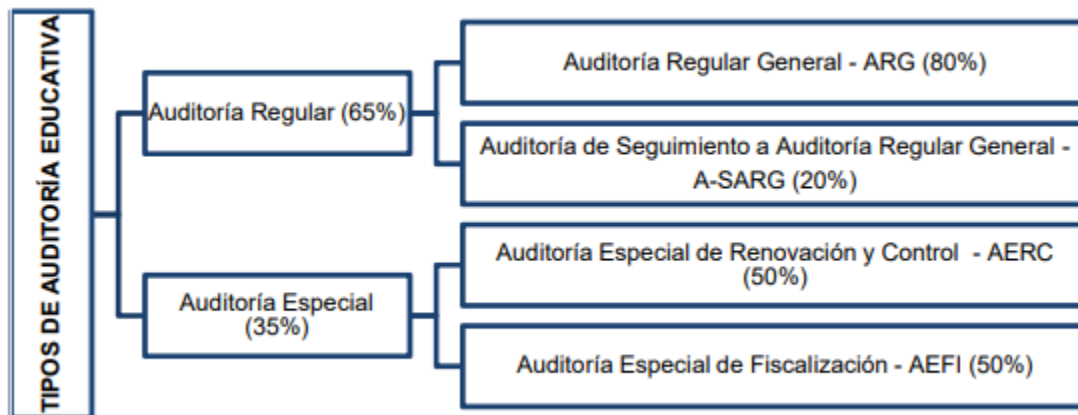 TIPOS DE AUDITORÍA EDUCATIVA
Auditoría Regular (65%)
Auditoría Regular General - ARG (80%)
Auditoría de Seguimiento a Auditoría Regular General -
A-SARG (20%)
Auditoría Especial
(35%)
Auditoría Especial de Renovación y Control - AERC
(50%)
Auditoría Especial de Fiscalización - AEFI (50%)